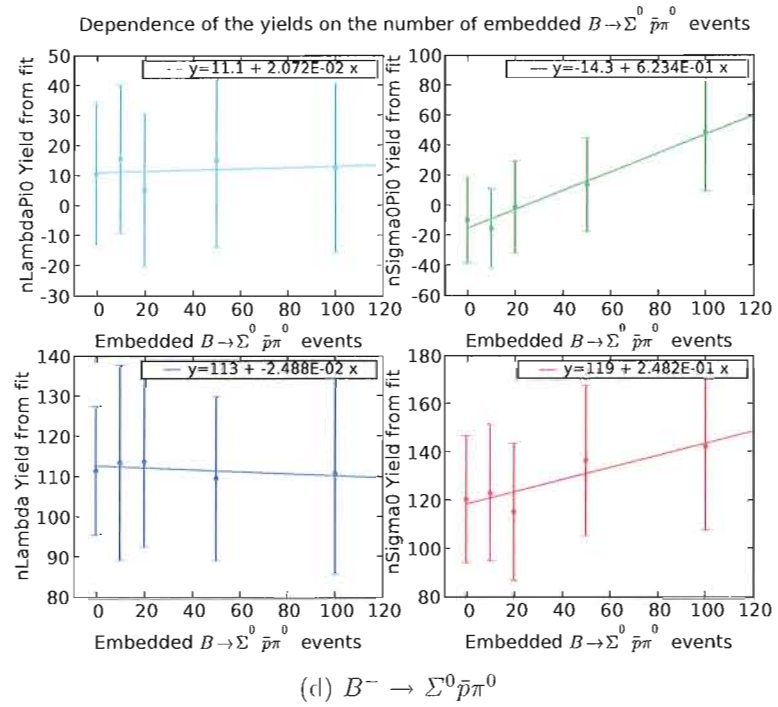 Dependence of the yields on the number of embedded B→Σ⁰ p̄π⁰ events
nLambdaPi0 Yield from fit
50
40
30
20
10
0
-10
-20
-30
y=11.1 + 2.072E-02 x
0 20 40 60 80 100
Embedded B→Σ⁰ p̄π⁰ events
nSigma0Pi0 Yield from fit
100
80
60
40
20
0
-20
-40
-60
y=-14.3 + 6.234E-01 x
0 20 40 60 80 100 120
Embedded B→Σ⁰ p̄π⁰ events
nLambda Yield from fit
140
130
120
110
100
90
80
y=113 + -2.488E-02 x
0 20 40 60 80 100
Embedded B→Σ⁰ p̄π⁰ events
nSigma0 Yield from fit
180
160
140
120
100
80
y=119 + 2.482E-01 x
0 20 40 60 80 100 120
Embedded B→Σ⁰ p̄π⁰ events
(d) B⁻ → Σ⁰p̄π⁰